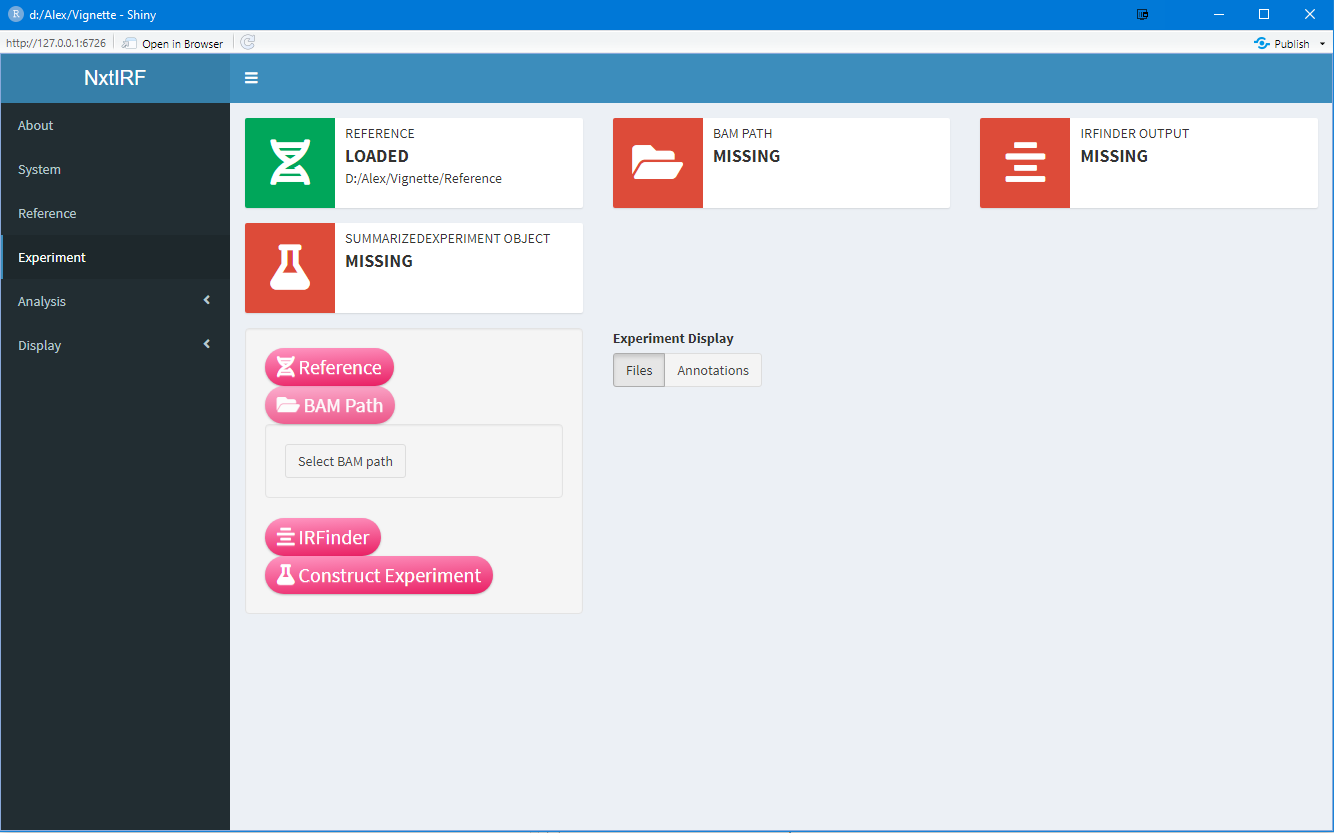 R d:/Alex/Vignette - Shiny
http://127.0.0.1:6726 Open in Browser Publish
NxtIRF
About
System
Reference
Experiment
Analysis
Display
REFERENCE
LOADED
D:/Alex/Vignette/Reference
BAM PATH
MISSING
IRFINDER OUTPUT
MISSING
SUMMARIZEDEXPERIMENT OBJECT
MISSING
Reference
BAM Path
Select BAM path
IRFinder
Construct Experiment
Experiment Display
Files Annotations